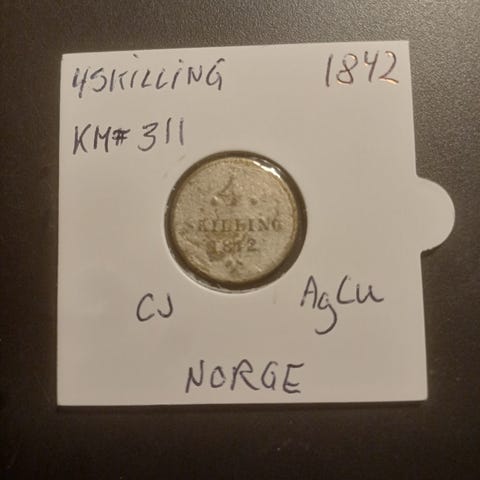 4SKILLING 1842
KM# 311
4
SKILLING
1842
CJ AgCu
NORGE